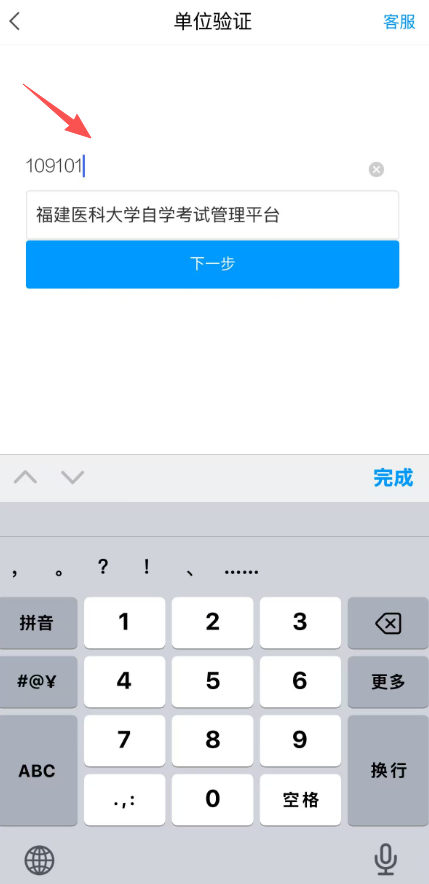 单位验证 客服
109101
福建医科大学自学考试管理平台
下一步
完成
， 。 ？ ！ 、 ……
拼音 1 2 3
#@¥ 4 5 6 更多
ABC 7 8 9 换行
.,: 0 空格